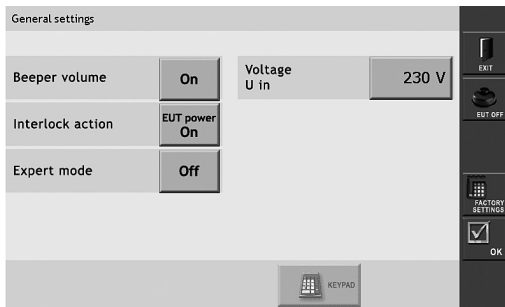 General settings
Beeper volume
On
Voltage
U in
230 V
Interlock action
EUT power
On
Expert mode
Off
EXIT
EUT OFF
FACTORY
SETTINGS
OK
KEYPAD